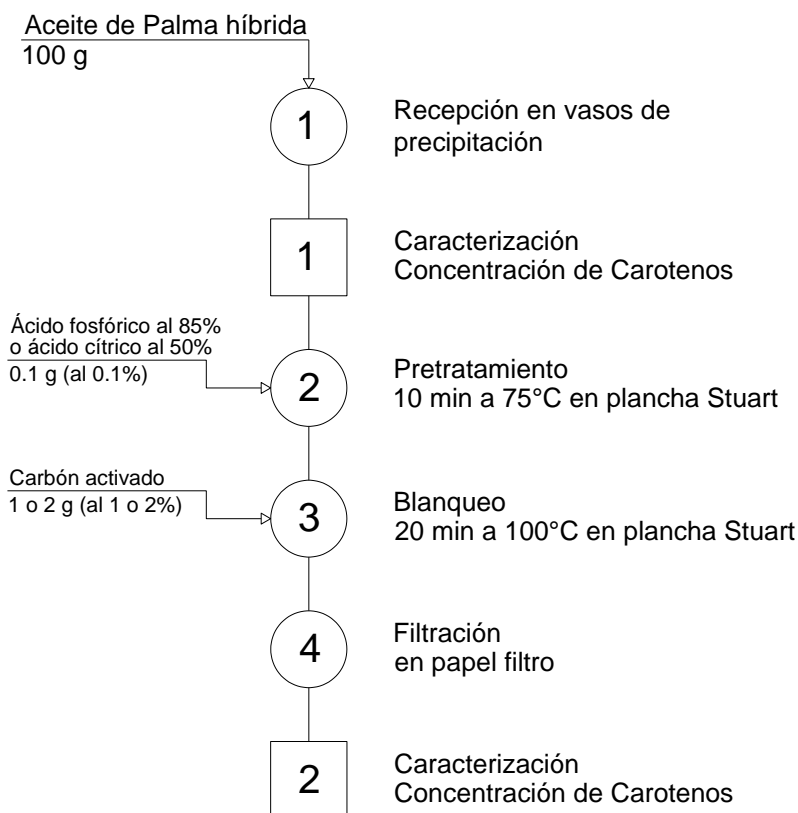 Aceite de Palma híbrida
100 g
1
Recepción en vasos de
precipitación
1
Caracterización
Concentración de Carotenos
Ácido fosfórico al 85%
o ácido cítrico al 50%
0.1 g (al 0.1%)
2
Pretratamiento
10 min a 75°C en plancha Stuart
Carbón activado
1 o 2 g (al 1 o 2%)
3
Blanqueo
20 min a 100°C en plancha Stuart
4
Filtración
en papel filtro
2
Caracterización
Concentración de Carotenos